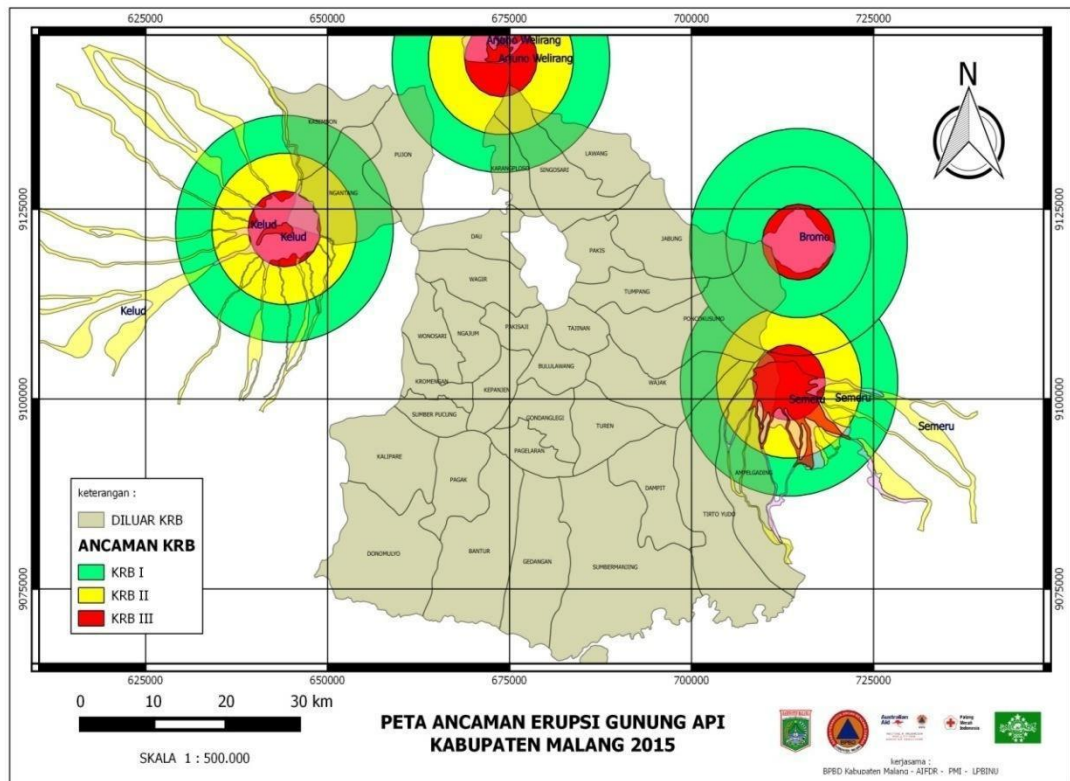 625000 650000 675000 700000 725000
Arjuno Welirang
Arjuno Welirang
N
KASEMBON
PUJON
LAWANG
KARANGPLOSO
SINGOSARI
NGANTANG
9125000 9125000
Kelud
Kelud
Bromo
DAU
PAKIS
JABUNG
WAGIR
TUMPANG
Kelud
PONCOKUSUMO
WONOSARI
NGAJUM
PAKISAJI
TAJINAN
BULULAWANG
KROMENGAN
KEPANJEN
WAJAK
9100000 9100000
Semeru
Semeru
Semeru
SUMBER PUCUNG
GONDANGLEGI
TUREN
KALIPARE
PAGELARAN
PAGAK
DAMPIT
AMPELGADING
TIRTO YUDO
DONOMULYO
BANTUR
GEDANGAN
SUMBERMANJING
9075000 9075000
keterangan :
DILUAR KRB
ANCAMAN KRB
KRB I
KRB II
KRB III
625000 650000 675000 700000 725000
0 10 20 30 km
SKALA 1 : 500.000
PETA ANCAMAN ERUPSI GUNUNG API
KABUPATEN MALANG 2015
Australian
Aid
Palang
Merah
Indonesia
kerjasama :
BPBD Kabupaten Malang - AIFDR - PMI - LPBINU